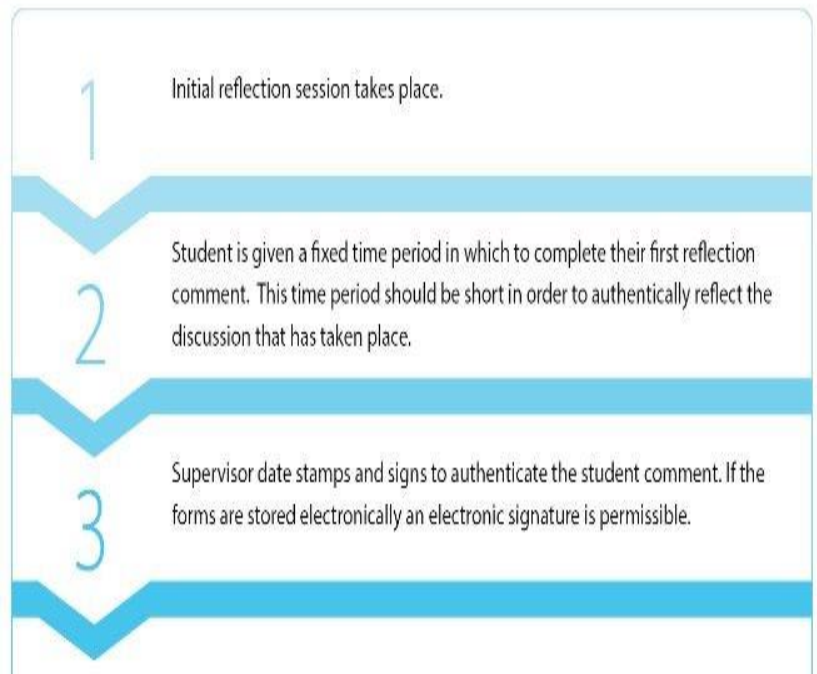 1
Initial reflection session takes place.
2
Student is given a fixed time period in which to complete their first reflection
comment. This time period should be short in order to authentically reflect the
discussion that has taken place.
3
Supervisor date stamps and signs to authenticate the student comment. If the
forms are stored electronically an electronic signature is permissible.